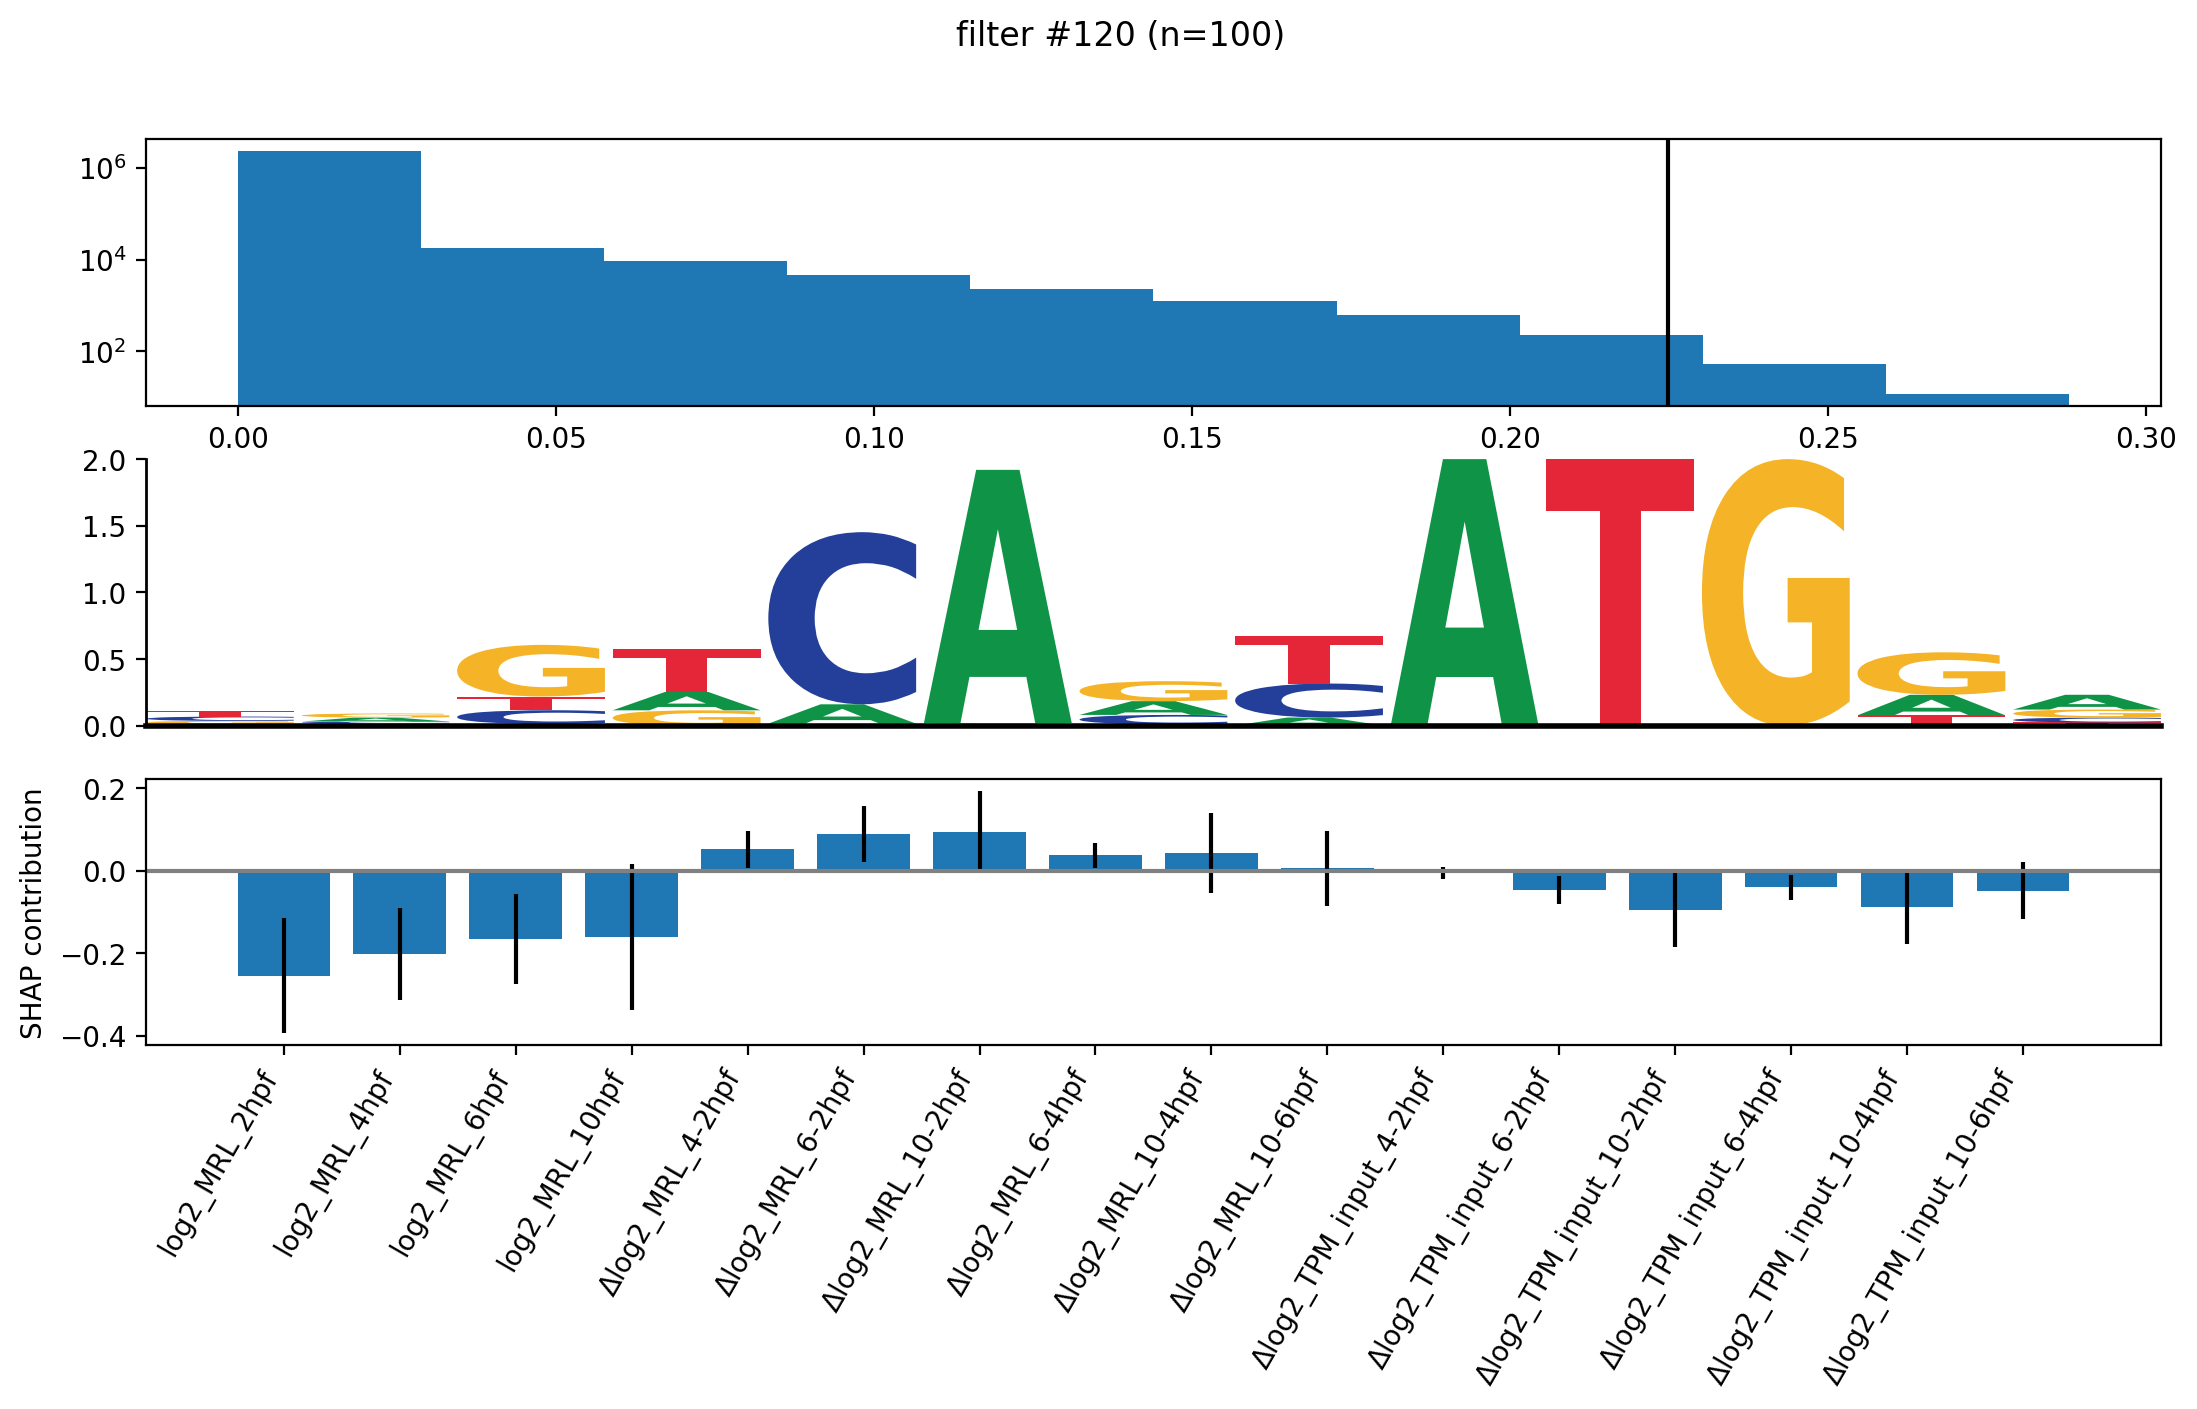 filter #120 (n=100)
10^6
10^4
10^2
0.00 0.05 0.10 0.15 0.20 0.25 0.30
2.0
1.5
1.0
0.5
0.0
C A A T G
G T G T G A
SHAP contribution
0.2
0.0
−0.2
−0.4
log2_MRL_2hpf
log2_MRL_4hpf
log2_MRL_6hpf
log2_MRL_10hpf
Δlog2_MRL_4-2hpf
Δlog2_MRL_6-2hpf
Δlog2_MRL_10-2hpf
Δlog2_MRL_6-4hpf
Δlog2_MRL_10-4hpf
Δlog2_MRL_10-6hpf
Δlog2_TPM_input_4-2hpf
Δlog2_TPM_input_6-2hpf
Δlog2_TPM_input_10-2hpf
Δlog2_TPM_input_6-4hpf
Δlog2_TPM_input_10-4hpf
Δlog2_TPM_input_10-6hpf